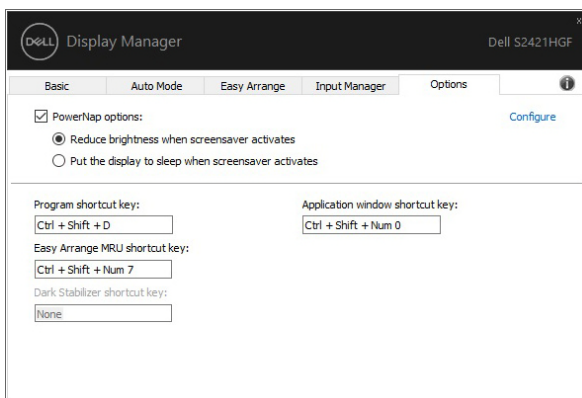 x
DELL Display Manager Dell S2421HGF
Basic Auto Mode Easy Arrange Input Manager Options i
PowerNap options: Configure
Reduce brightness when screensaver activates
Put the display to sleep when screensaver activates
Program shortcut key: Application window shortcut key:
Ctrl + Shift + D Ctrl + Shift + Num 0
Easy Arrange MRU shortcut key:
Ctrl + Shift + Num 7
Dark Stabilizer shortcut key:
None